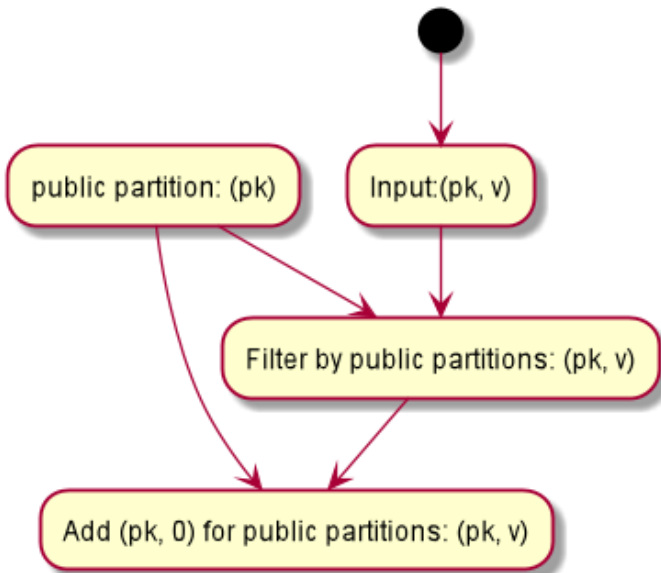 public partition: (pk)
Input:(pk, v)
Filter by public partitions: (pk, v)
Add (pk, 0) for public partitions: (pk, v)